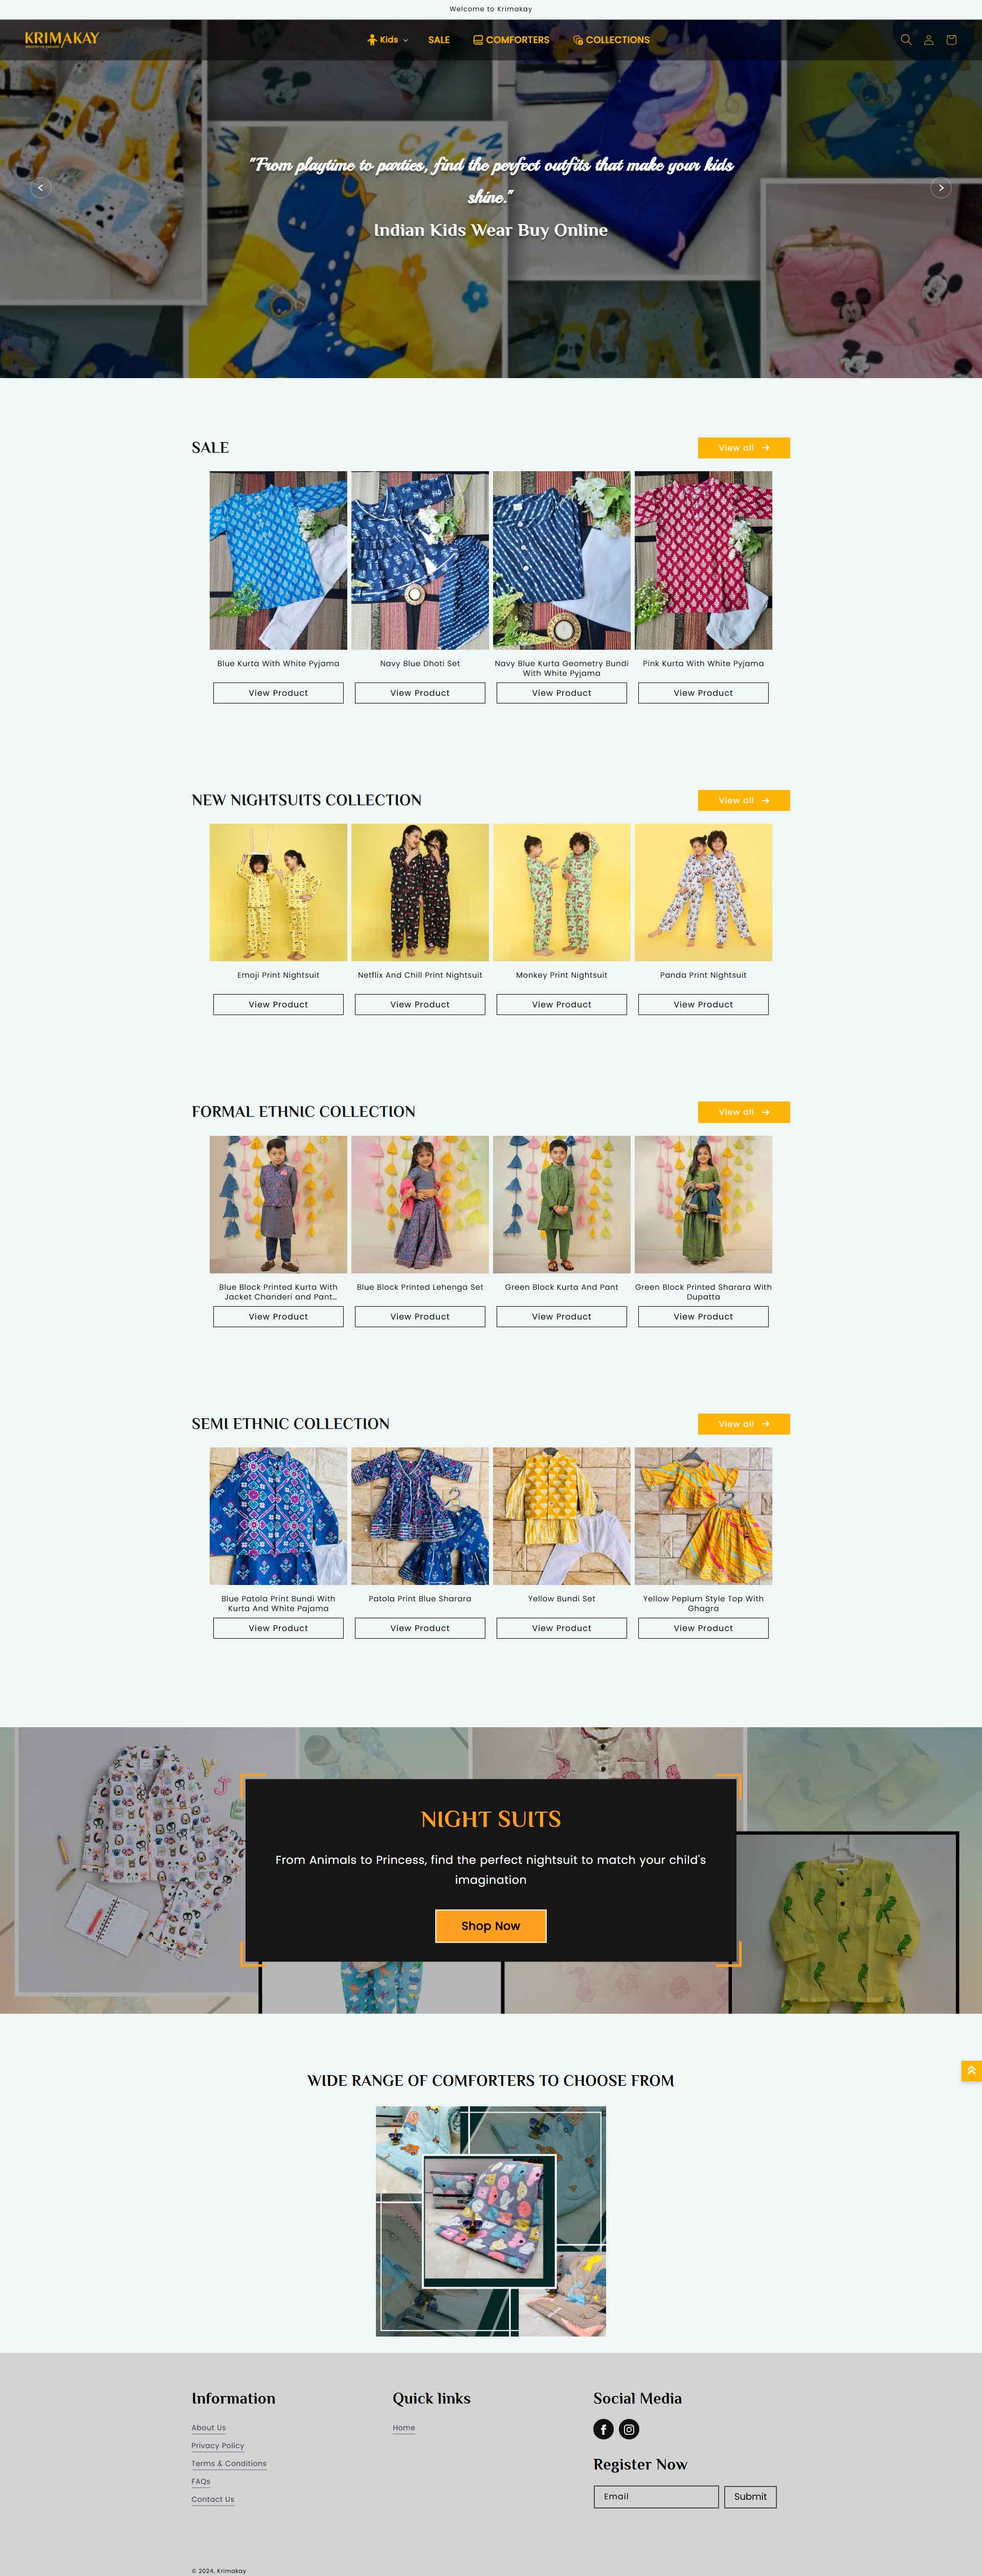 Welcome to Krimakay
KRIMAKAY
Kids
SALE
COMFORTERS
COLLECTIONS
"From playtime to parties, find the perfect outfits that make your kids
shine."
Indian Kids Wear Buy Online
SALE
View all
Blue Kurta With White Pyjama
Navy Blue Dhoti Set
Navy Blue Kurta Geometry Bundi
With White Pyjama
Pink Kurta With White Pyjama
View Product
View Product
View Product
View Product
NEW NIGHTSUITS COLLECTION
View all
Emoji Print Nightsuit
Netflix And Chill Print Nightsuit
Monkey Print Nightsuit
Panda Print Nightsuit
View Product
View Product
View Product
View Product
FORMAL ETHNIC COLLECTION
View all
Blue Block Printed Kurta With
Jacket Chanderi and Pant...
Blue Block Printed Lehenga Set
Green Block Kurta And Pant
Green Block Printed Sharara With
Dupatta
View Product
View Product
View Product
View Product
SEMI ETHNIC COLLECTION
View all
Blue Patola Print Bundi With
Kurta And White Pajama
Patola Print Blue Sharara
Yellow Bundi Set
Yellow Peplum Style Top With
Ghagra
View Product
View Product
View Product
View Product
NIGHT SUITS
From Animals to Princess, find the perfect nightsuit to match your child's
imagination
Shop Now
WIDE RANGE OF COMFORTERS TO CHOOSE FROM
Information
About Us
Privacy Policy
Terms & Conditions
FAQs
Contact Us
Quick links
Home
Social Media
Register Now
Email
Submit
© 2024, Krimakay